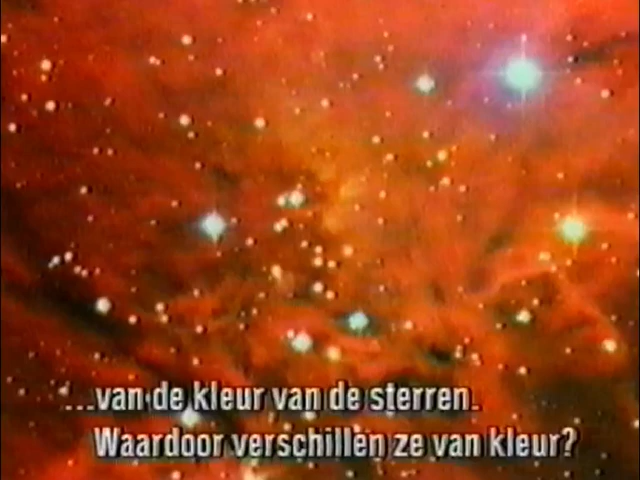 ...van de kleur van de sterren.
Waardoor verschillen ze van kleur?